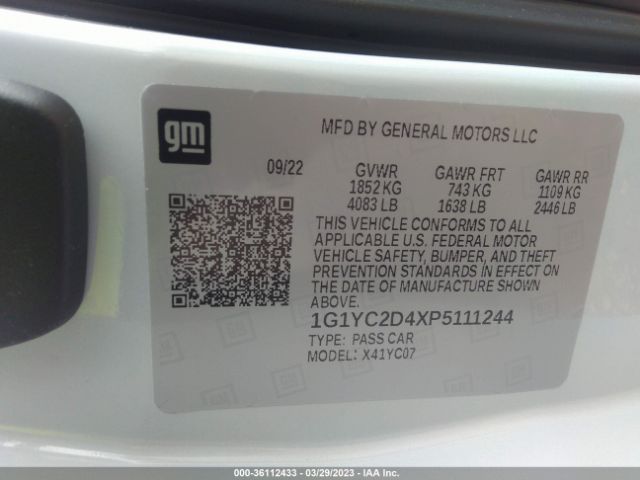 gm
MFD BY GENERAL MOTORS LLC
09/22 GVWR GAWR FRT GAWR RR
1852 KG 743 KG 1109 KG
4083 LB 1638 LB 2446 LB
THIS VEHICLE CONFORMS TO ALL
APPLICABLE U.S. FEDERAL MOTOR
VEHICLE SAFETY, BUMPER, AND THEFT
PREVENTION STANDARDS IN EFFECT ON
THE DATE OF MANUFACTURE SHOWN
ABOVE.
1G1YC2D4XP5111244
TYPE: PASS CAR
MODEL: X41YC07
000-36112433 - 03/29/2023 - IAA Inc.